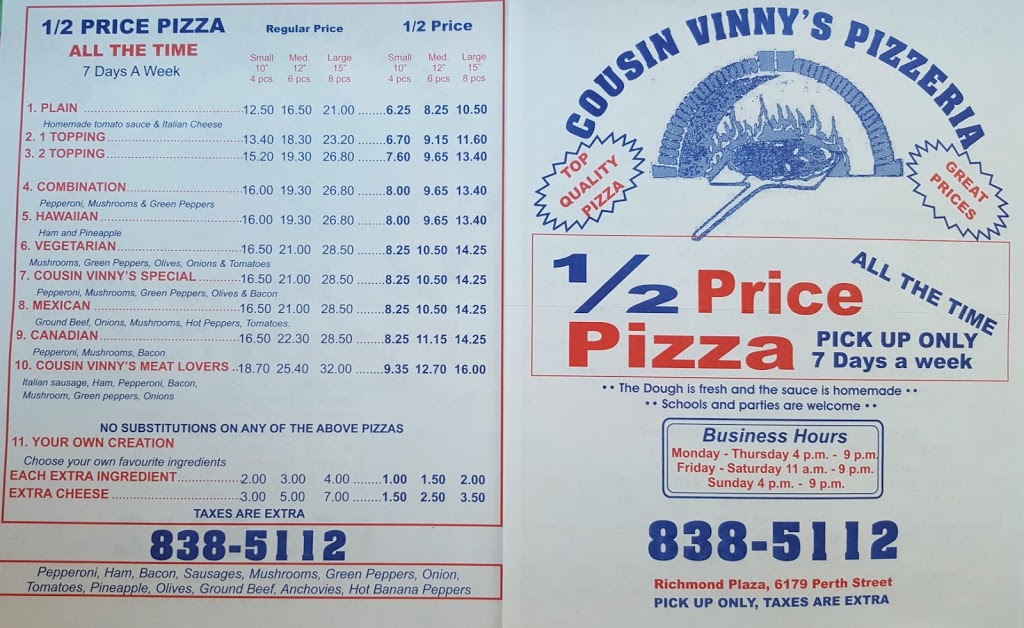 1/2 PRICE PIZZA
ALL THE TIME
7 Days A Week
Regular Price 1/2 Price
Small Med. Large Small Med. Large
10" 12" 15" 10" 12" 15"
4 pcs 6 pcs 8 pcs 4 pcs 6 pcs 8 pcs
1. PLAIN ........12.50 16.50 21.00 .......6.25 8.25 10.50
Homemade tomato sauce & Italian Cheese
2. 1 TOPPING........13.40 18.30 23.20 .......6.70 9.15 11.60
3. 2 TOPPING........15.20 19.30 26.80 .......7.60 9.65 13.40
4. COMBINATION........16.00 19.30 26.80 .......8.00 9.65 13.40
Pepperoni, Mushrooms & Green Peppers
5. HAWAIIAN........16.00 19.30 26.80 .......8.00 9.65 13.40
Ham and Pineapple
6. VEGETARIAN........16.50 21.00 28.50 .......8.25 10.50 14.25
Mushrooms, Green Peppers, Olives, Onions & Tomatoes
7. COUSIN VINNY'S SPECIAL ........16.50 21.00 28.50 .......8.25 10.50 14.25
Pepperoni, Mushrooms, Green Peppers, Olives & Bacon
8. MEXICAN........16.50 21.00 28.50 .......8.25 10.50 14.25
Ground Beef, Onions, Mushrooms, Hot Peppers, Tomatoes.
9. CANADIAN........16.50 22.30 28.50 .......8.25 11.15 14.25
Pepperoni, Mushrooms, Bacon
10. COUSIN VINNY'S MEAT LOVERS ..18.70 25.40 32.00 .......9.35 12.70 16.00
Italian sausage, Ham, Pepperoni, Bacon,
Mushroom, Green peppers, Onions
NO SUBSTITUTIONS ON ANY OF THE ABOVE PIZZAS
11. YOUR OWN CREATION
Choose your own favourite ingredients
EACH EXTRA INGREDIENT........2.00 3.00 4.00 .......1.00 1.50 2.00
EXTRA CHEESE ........3.00 5.00 7.00 .......1.50 2.50 3.50
TAXES ARE EXTRA
838-5112
Pepperoni, Ham, Bacon, Sausages, Mushrooms, Green Peppers, Onion,
Tomatoes, Pineapple, Olives, Ground Beef, Anchovies, Hot Banana Peppers
COUSIN VINNY'S PIZZERIA
TOP
QUALITY
PIZZA
GREAT
PRICES
1/2 Price
Pizza
ALL THE TIME
PICK UP ONLY
7 Days a week
•• The Dough is fresh and the sauce is homemade ••
•• Schools and parties are welcome ••
Business Hours
Monday - Thursday 4 p.m. - 9 p.m.
Friday - Saturday 11 a.m. - 9 p.m.
Sunday 4 p.m. - 9 p.m.
838-5112
Richmond Plaza, 6179 Perth Street
PICK UP ONLY, TAXES ARE EXTRA